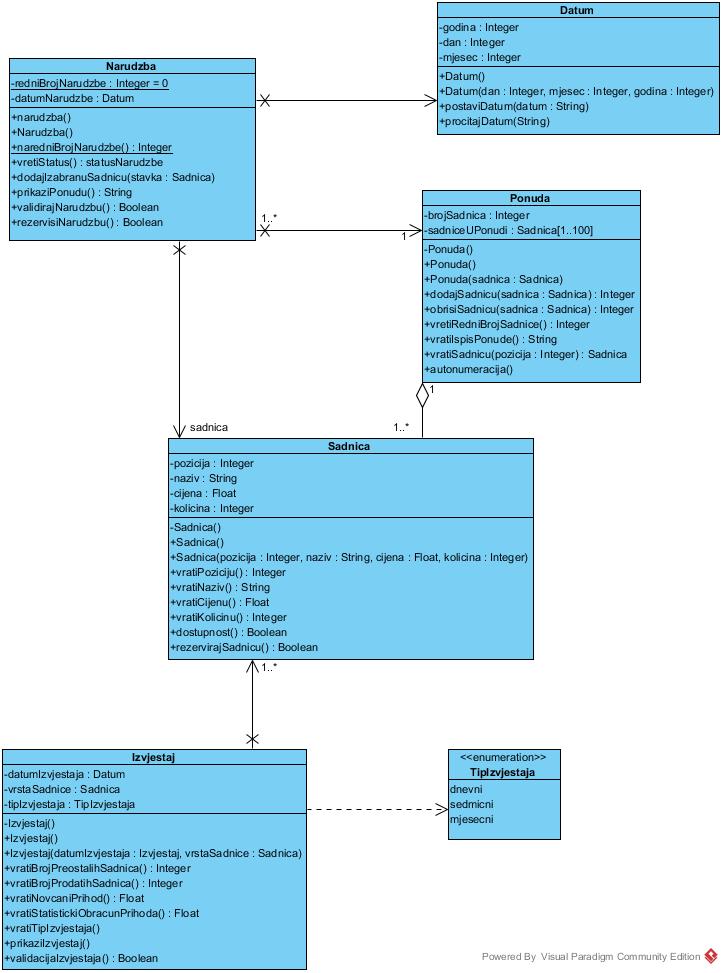 Datum
-godina : Integer
-dan : Integer
-mjesec : Integer
+Datum()
+Datum(dan : Integer, mjesec : Integer, godina : Integer)
+postaviDatum(datum : String)
+procitajDatum(String)
Narudzba
-redniBrojNarudzbe : Integer = 0
-datumNarudzbe : Datum
+narudzba()
+Narudzba()
+naredniBrojNarudzbe() : Integer
+vretiStatus() : statusNarudzbe
+dodajIzabranuSadnicu(stavka : Sadnica)
+prikaziPonudu() : String
+validirajNarudzbu() : Boolean
+rezervisiNarudzbu() : Boolean
1..*
1
Ponuda
-brojSadnica : Integer
-sadniceUPonudi : Sadnica[1..100]
-Ponuda()
+Ponuda()
+Ponuda(sadnica : Sadnica)
+dodajSadnicu(sadnica : Sadnica) : Integer
+obrisiSadnicu(sadnica : Sadnica) : Integer
+vretiRedniBrojSadnice() : Integer
+vratiIspisPonude() : String
+vratiSadnicu(pozicija : Integer) : Sadnica
+autonumeracija()
1
sadnica
1..*
Sadnica
-pozicija : Integer
-naziv : String
-cijena : Float
-kolicina : Integer
-Sadnica()
+Sadnica()
+Sadnica(pozicija : Integer, naziv : String, cijena : Float, kolicina : Integer)
+vratiPoziciju() : Integer
+vratiNaziv() : String
+vratiCijenu() : Float
+vratiKolicinu() : Integer
+dostupnost() : Boolean
+rezervirajSadnicu() : Boolean
1..*
Izvjestaj
-datumIzvjestaja : Datum
-vrstaSadnice : Sadnica
-tipIzvjestaja : TipIzvjestaja
-Izvjestaj()
+Izvjestaj()
+Izvjestaj(datumIzvjestaja : Izvjestaj, vrstaSadnice : Sadnica)
+vratiBrojPreostalihSadnica() : Integer
+vratiBrojProdatihSadnica() : Integer
+vratiNovcaniPrihod() : Float
+vratiStatistickiObracunPrihoda() : Float
+vratiTipIzvjestaja()
+prikaziIzvjestaj()
+validacijaIzvjestaja() : Boolean
<<enumeration>>
TipIzvjestaja
dnevni
sedmicni
mjesecni
Powered By Visual Paradigm Community Edition